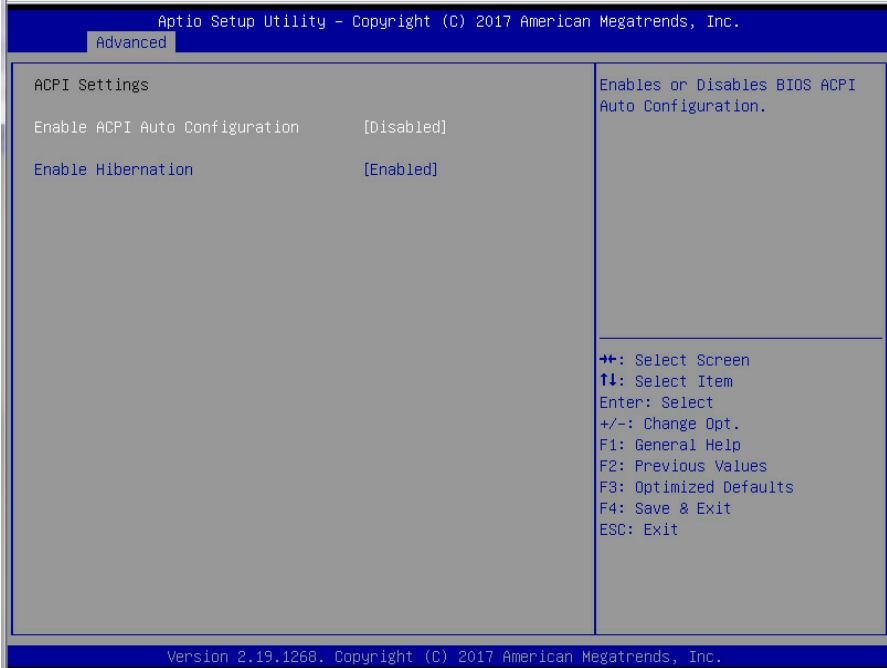 Aptio Setup Utility – Copyright (C) 2017 American Megatrends, Inc.
Advanced
ACPI Settings
Enable ACPI Auto Configuration [Disabled]
Enable Hibernation [Enabled]
Enables or Disables BIOS ACPI
Auto Configuration.
→←: Select Screen
↑↓: Select Item
Enter: Select
+/-: Change Opt.
F1: General Help
F2: Previous Values
F3: Optimized Defaults
F4: Save & Exit
ESC: Exit
Version 2.19.1268. Copyright (C) 2017 American Megatrends, Inc.